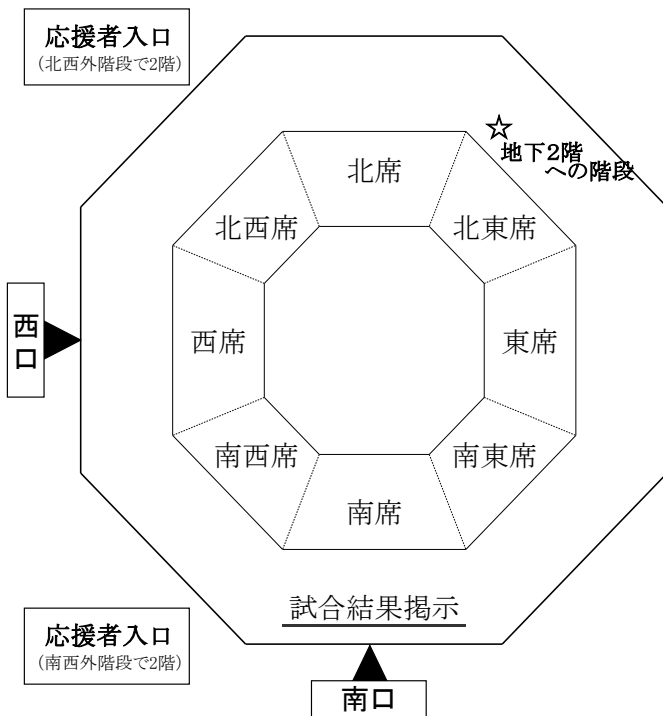 応援者入口
(北西外階段で2階)
☆
地下2階
への階段
北席
北西席
北東席
西口
西席
東席
南西席
南東席
南席
試合結果掲示
応援者入口
(南西外階段で2階)
南口